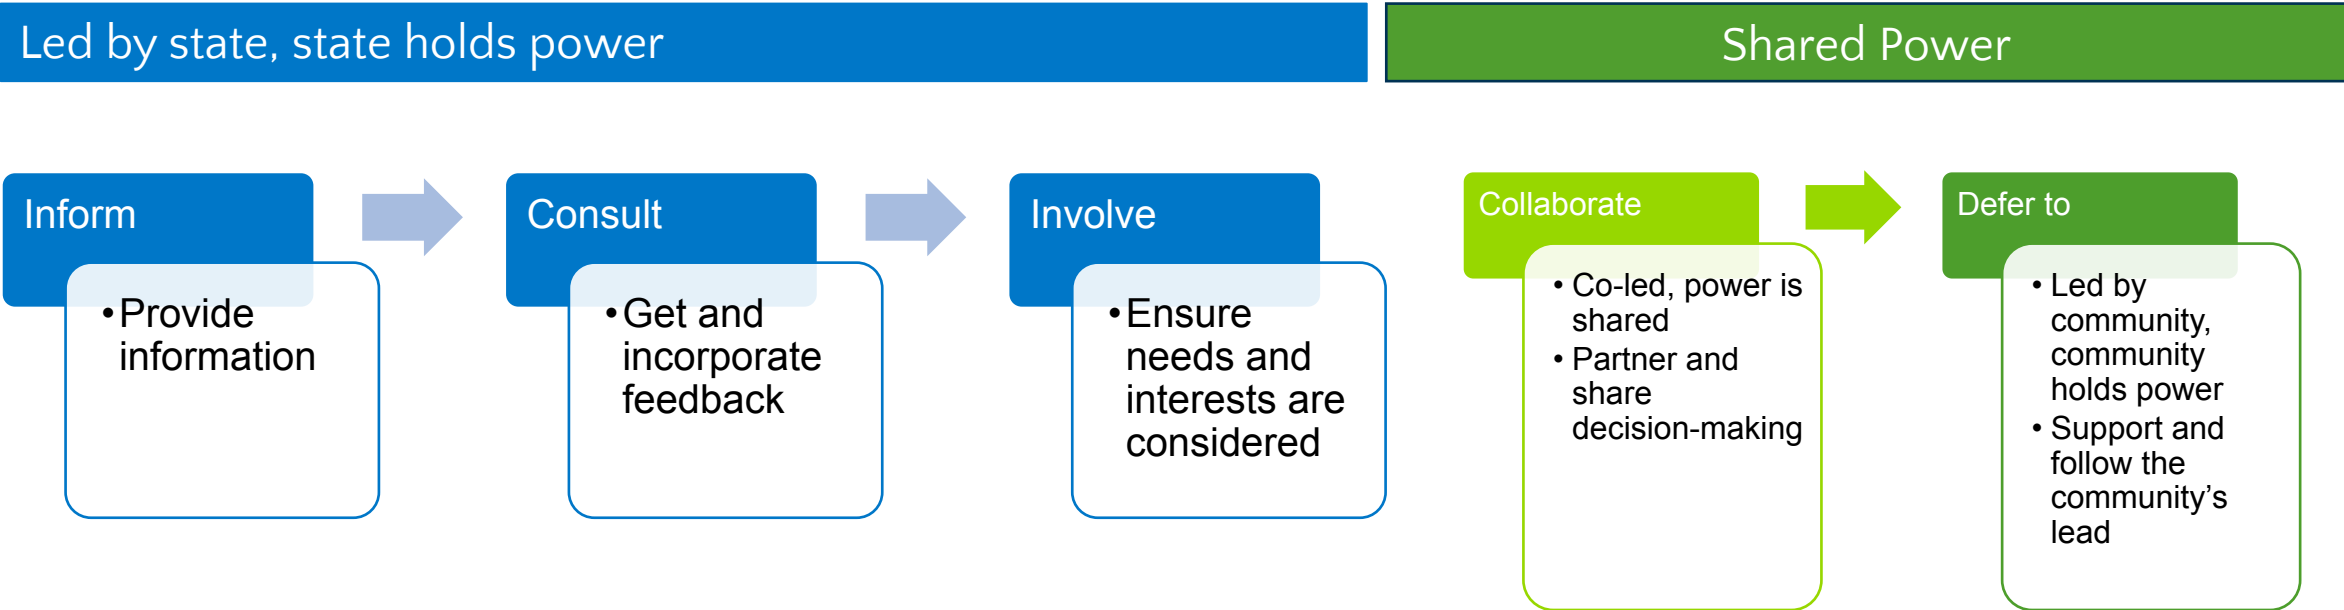 Led by state, state holds power
Shared Power
Inform
•Provide
information
Consult
•Get and
incorporate
feedback
Involve
•Ensure
needs and
interests are
considered
Collaborate
• Co-led, power is
shared
• Partner and
share
decision-making
Defer to
• Led by
community,
community
holds power
• Support and
follow the
community’s
lead